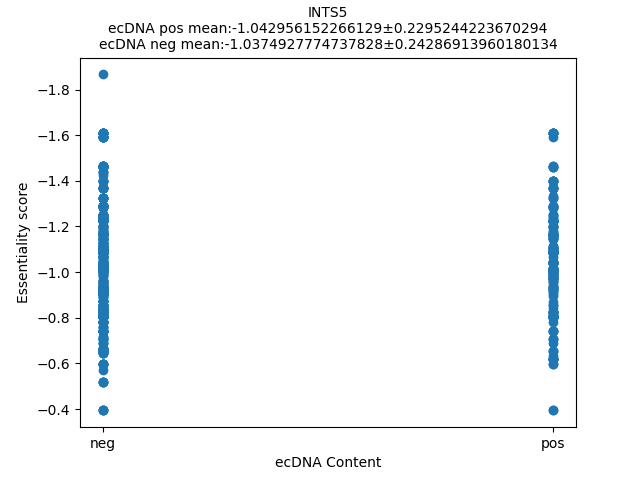 INTS5
ecDNA pos mean:-1.042956152266129±0.2295244223670294
ecDNA neg mean:-1.0374927774737828±0.24286913960180134
−1.8
−1.6
−1.4
−1.2
−1.0
−0.8
−0.6
−0.4
Essentiality score
neg
pos
ecDNA Content